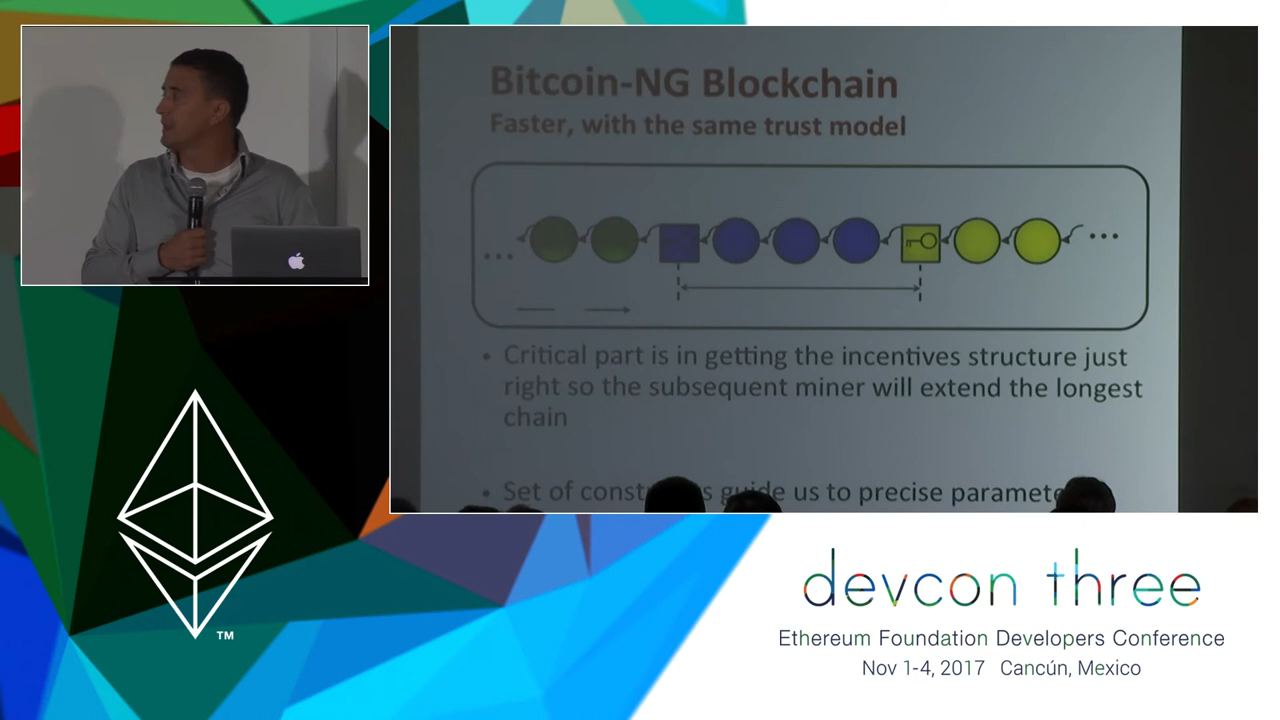 Bitcoin-NG Blockchain
Faster, with the same trust model
...
...
• Critical part is in getting the incentives structure just
right so the subsequent miner will extend the longest
chain
• Set of guide us to precise
TM
devcon three
Ethereum Foundation Developers Conference
Nov 1-4, 2017 Cancún, Mexico